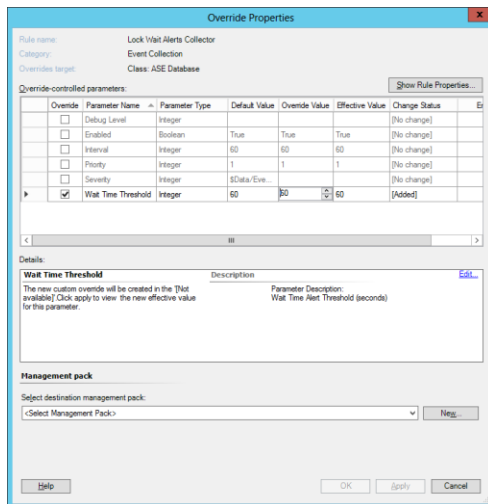 Override Properties
x
Rule name: Lock Wait Alerts Collector
Category: Event Collection
Overrides target: Class: ASE Database
Override-controlled parameters: Show Rule Properties...
Override Parameter Name Parameter Type Default Value Override Value Effective Value Change Status
Debug Level Integer [No change]
Enabled Boolean True True True [No change]
Interval Integer 60 60 60 [No change]
Priority Integer 1 1 1 [No change]
Severity Integer $Data/Eve... [No change]
Wait Time Threshold Integer 60 60 60 [Added]
Details:
Wait Time Threshold Description Edit...
The new custom override will be created in the '[Not Parameter Description:
available]'.Click apply to view the new effective value Wait Time Alert Threshold (seconds)
for this parameter.
Management pack
Select destination management pack:
<Select Management Pack> New...
Help OK Apply Cancel